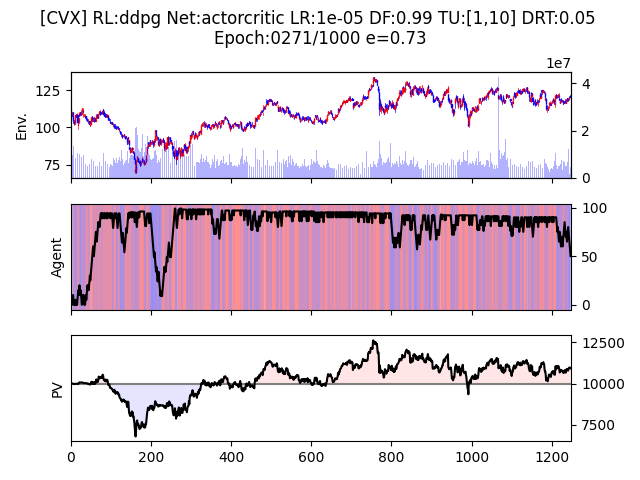 [CVX] RL:ddpg Net:actorcritic LR:1e-05 DF:0.99 TU:[1,10] DRT:0.05
Epoch:0271/1000 e=0.73
1e7
125
100
75
Env.
4
2
0
Agent
100
50
0
PV
12500
10000
7500
0 200 400 600 800 1000 1200